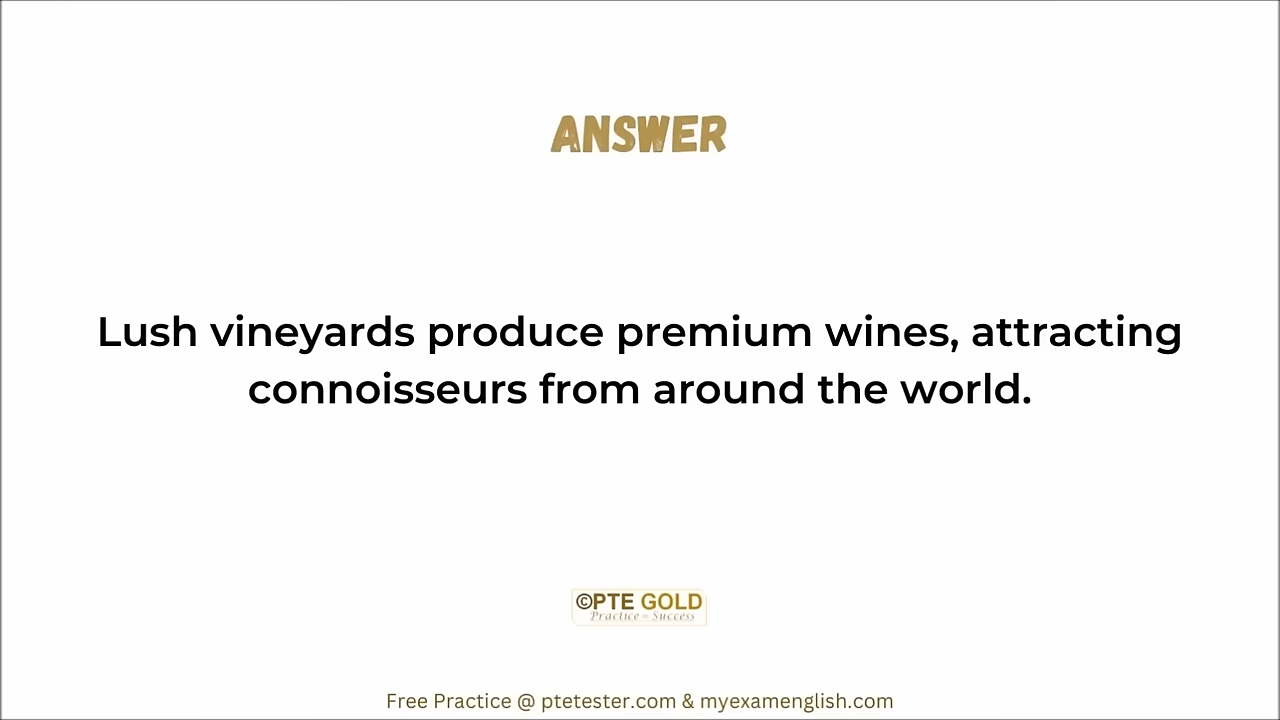 ANSWER
Lush vineyards produce premium wines, attracting
connoisseurs from around the world.
©PTE GOLD
Practice = Success
Free Practice @ ptetester.com & myexamenglish.com